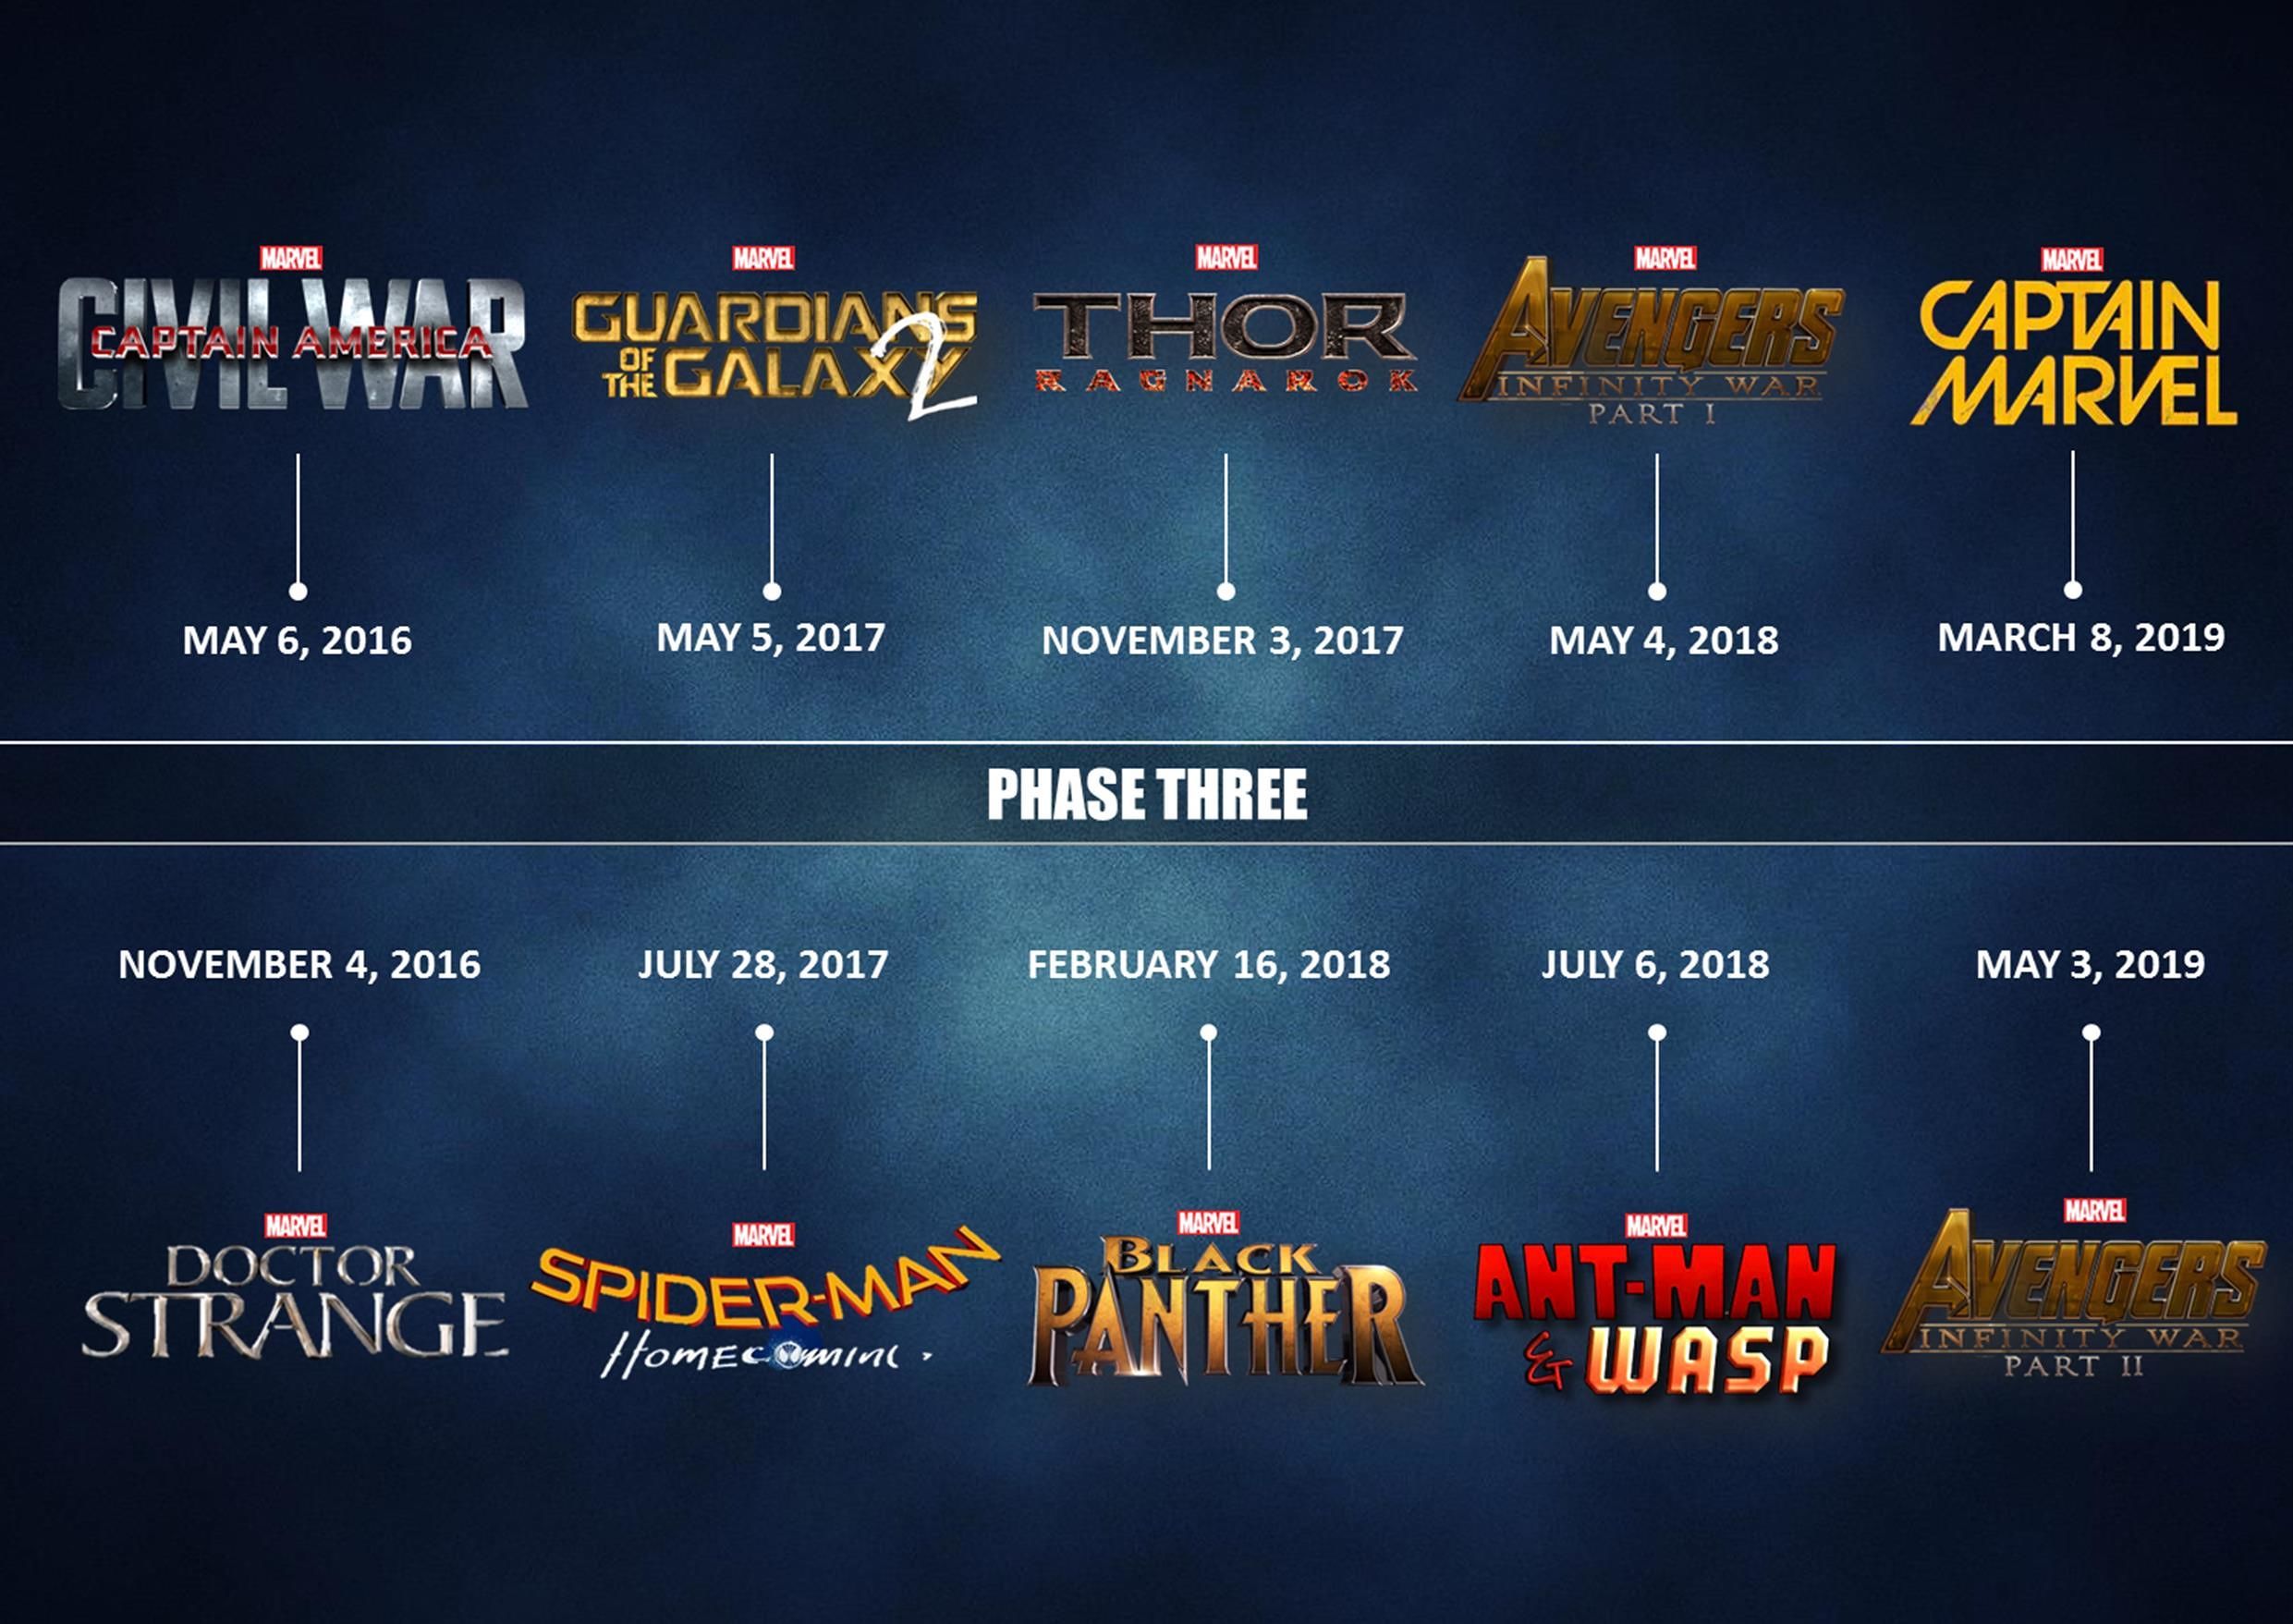 MARVEL
CIVIL WAR
CAPTAIN AMERICA
MAY 6, 2016
MARVEL
GUARDIANS
OF THE GALAXY 2
MAY 5, 2017
MARVEL
THOR
RAGNAROK
NOVEMBER 3, 2017
MARVEL
AVENGERS
INFINITY WAR
PART I
MAY 4, 2018
MARVEL
CAPTAIN
MARVEL
MARCH 8, 2019
PHASE THREE
NOVEMBER 4, 2016
MARVEL
DOCTOR
STRANGE
JULY 28, 2017
MARVEL
SPIDER-MAN
HOMECOMING
FEBRUARY 16, 2018
MARVEL
BLACK
PANTHER
JULY 6, 2018
MARVEL
ANT-MAN
& WASP
MAY 3, 2019
MARVEL
AVENGERS
INFINITY WAR
PART II